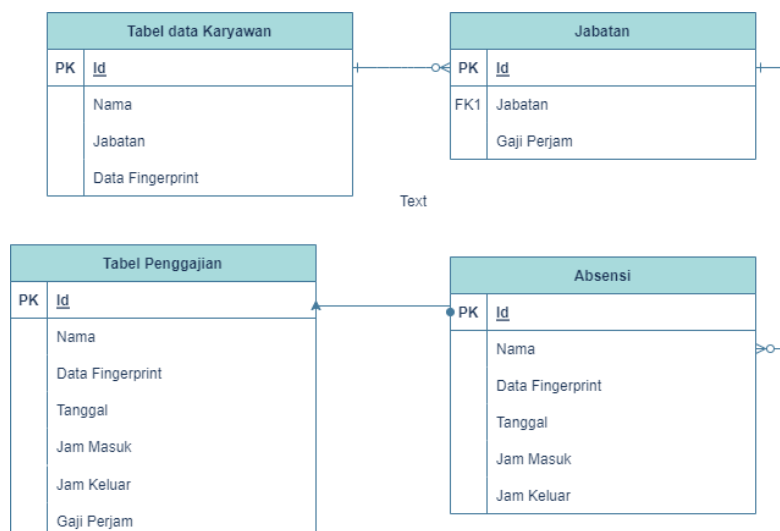 Tabel data Karyawan
PK Id
Nama
Jabatan
Data Fingerprint
Jabatan
PK Id
FK1 Jabatan
Gaji Perjam
Text
Tabel Penggajian
PK Id
Nama
Data Fingerprint
Tanggal
Jam Masuk
Jam Keluar
Gaji Perjam
Absensi
PK Id
Nama
Data Fingerprint
Tanggal
Jam Masuk
Jam Keluar